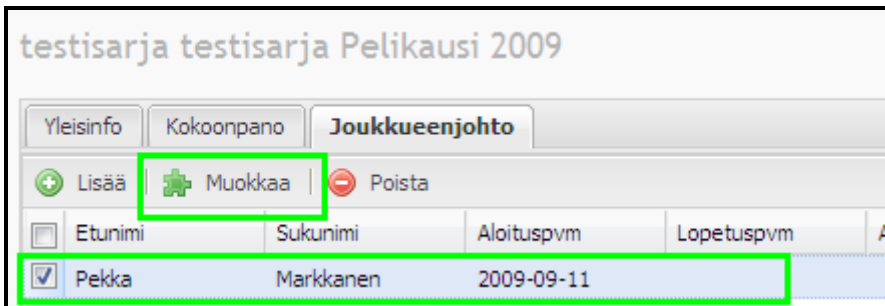 testisarja testisarja Pelikausi 2009
Yleisinfo Kokoonpano Joukkueenjohto
Lisää Muokkaa Poista
Etunimi Sukunimi Aloituspvm Lopetuspvm
Pekka Markkanen 2009-09-11